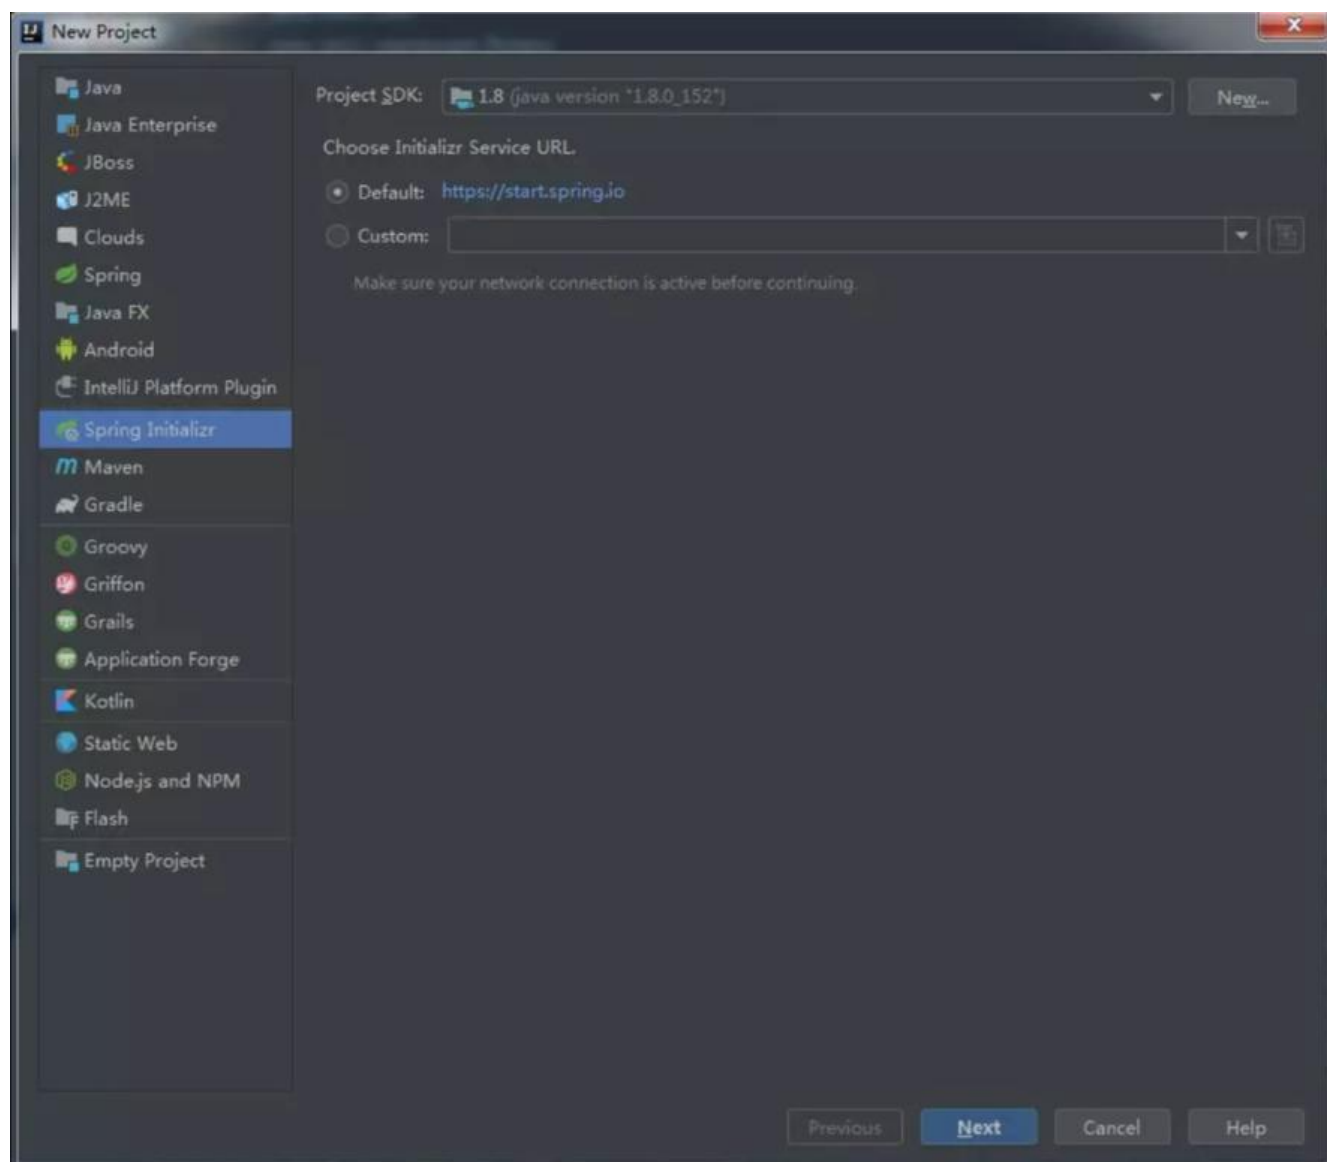 New Project
Java
Java Enterprise
JBoss
J2ME
Clouds
Spring
Java FX
Android
IntelliJ Platform Plugin
Spring Initializr
Maven
Gradle
Groovy
Griffon
Grails
Application Forge
Kotlin
Static Web
Node.js and NPM
Flash
Empty Project
Project SDK: 1.8 (java version "1.8.0_152") New...
Choose Initializr Service URL.
Default: https://start.spring.io
Custom:
Make sure your network connection is active before continuing.
Previous Next Cancel Help